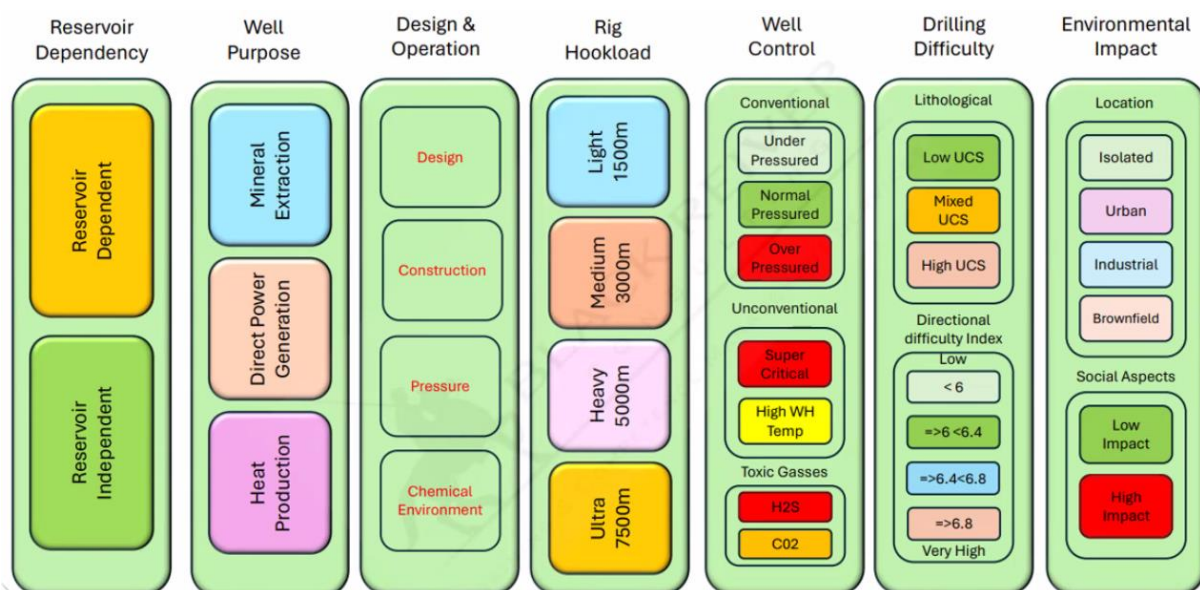 Reservoir
Dependency
Reservoir
Dependent
Reservoir
Independent
Well
Purpose
Mineral
Extraction
Direct Power
Generation
Heat
Production
Design &
Operation
Design
Construction
Pressure
Chemical
Environment
Rig
Hookload
Light
1500m
Medium
3000m
Heavy
5000m
Ultra
7500m
Well
Control
Conventional
Under
Pressured
Normal
Pressured
Over
Pressured
Unconventional
Super
Critical
High WH
Temp
Toxic Gasses
H2S
C02
Drilling
Difficulty
Lithological
Low UCS
Mixed
UCS
High UCS
Directional
difficulty Index
Low
< 6
=>6 <6.4
=>6.4<6.8
=>6.8
Very High
Environmental
Impact
Location
Isolated
Urban
Industrial
Brownfield
Social Aspects
Low
Impact
High
Impact